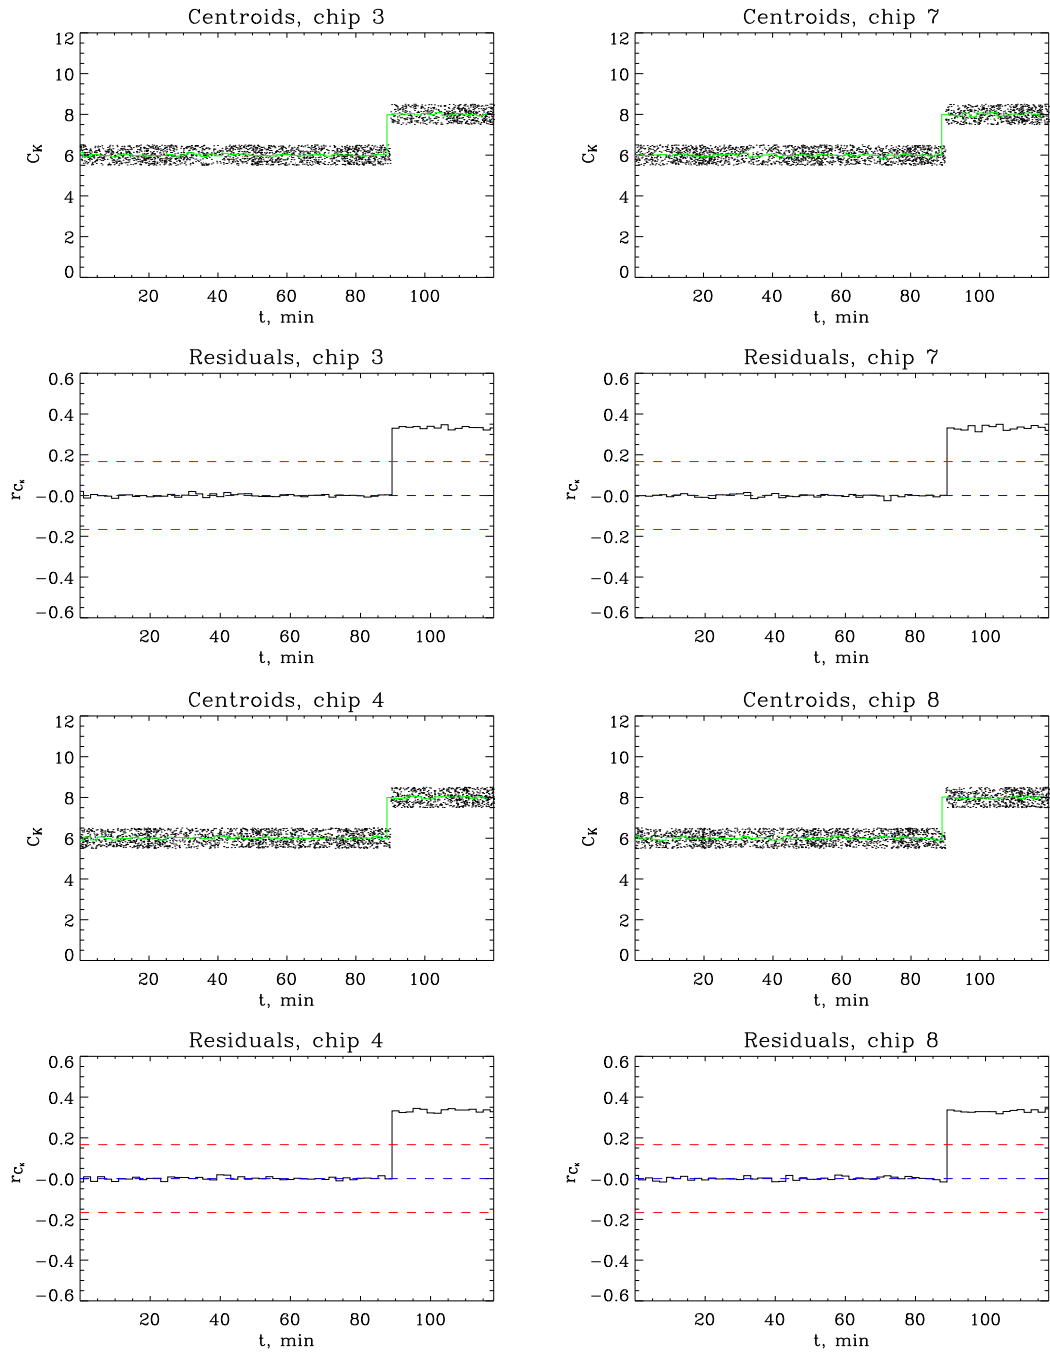 Centroids, chip 3
12
10
8
6
4
2
0
C_K
20 40 60 80 100
t, min
Centroids, chip 7
12
10
8
6
4
2
0
C_K
20 40 60 80 100
t, min
Residuals, chip 3
0.6
0.4
0.2
−0.0
−0.2
−0.4
−0.6
r_C_K
20 40 60 80 100
t, min
Residuals, chip 7
0.6
0.4
0.2
−0.0
−0.2
−0.4
−0.6
r_C_K
20 40 60 80 100
t, min
Centroids, chip 4
12
10
8
6
4
2
0
C_K
20 40 60 80 100
t, min
Centroids, chip 8
12
10
8
6
4
2
0
C_K
20 40 60 80 100
t, min
Residuals, chip 4
0.6
0.4
0.2
−0.0
−0.2
−0.4
−0.6
r_C_K
20 40 60 80 100
t, min
Residuals, chip 8
0.6
0.4
0.2
−0.0
−0.2
−0.4
−0.6
r_C_K
20 40 60 80 100
t, min